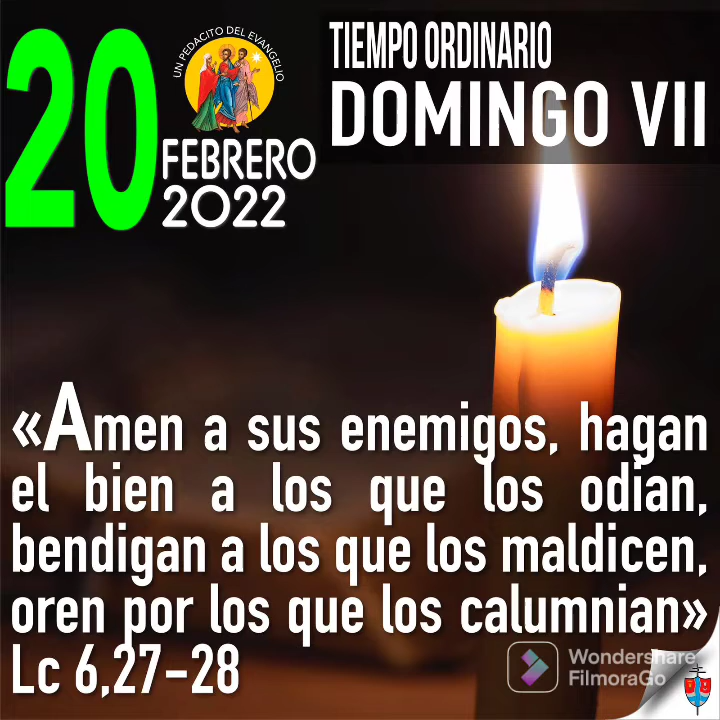 20
UN PEDACITO DEL EVANGELIO
FEBRERO
2022
TIEMPO ORDINARIO
DOMINGO VII
«Amen a sus enemigos, hagan
el bien a los que los odian,
bendigan a los que los maldicen,
oren por los que los calumnian»
Lc 6,27-28
Wondershare
FilmoraGo